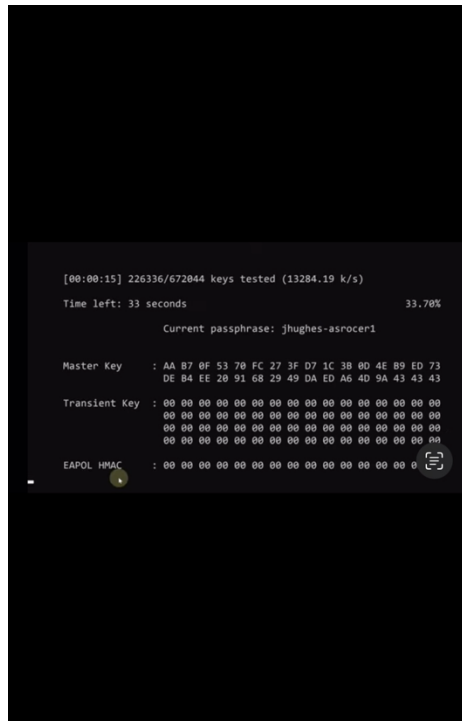 [00:00:15] 226336/672044 keys tested (13284.19 k/s)
Time left: 33 seconds 33.70%
Current passphrase: jhughes-asrocer1
Master Key : AA B7 0F 53 70 FC 27 3F D7 1C 3B 0D 4E B9 ED 73
DE B4 EE 20 91 68 29 49 DA ED A6 4D 9A 43 43 43
Transient Key : 00 00 00 00 00 00 00 00 00 00 00 00 00 00 00 00
00 00 00 00 00 00 00 00 00 00 00 00 00 00 00 00
00 00 00 00 00 00 00 00 00 00 00 00 00 00 00 00
00 00 00 00 00 00 00 00 00 00 00 00 00 00 00 00
EAPOL HMAC : 00 00 00 00 00 00 00 00 00 00 00 00 00 00